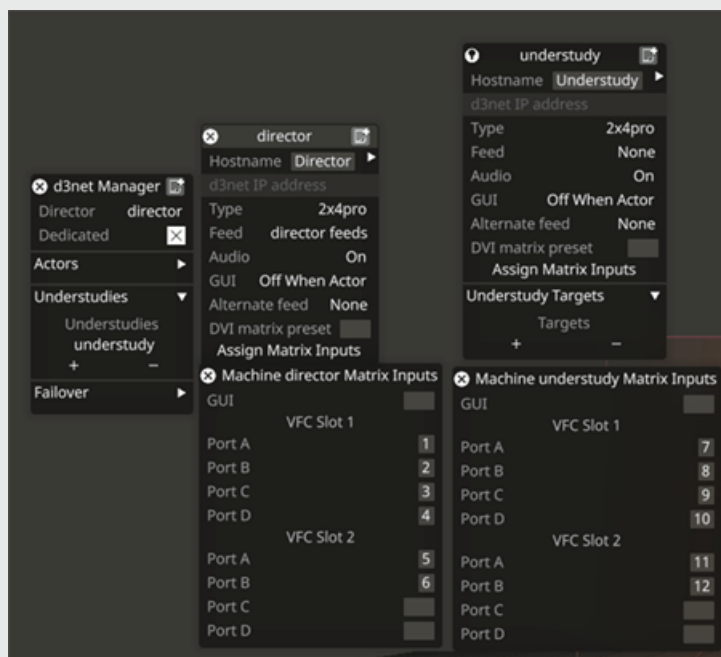 d3net Manager
Director director
Dedicated
Actors
Understudies
Understudies
understudy
+ −
Failover
director
Hostname Director
d3net IP address
Type 2x4pro
Feed director feeds
Audio On
GUI Off When Actor
Alternate feed None
DVI matrix preset
Assign Matrix Inputs
Machine director Matrix Inputs
GUI
VFC Slot 1
Port A 1
Port B 2
Port C 3
Port D 4
VFC Slot 2
Port A 5
Port B 6
Port C
Port D
understudy
Hostname Understudy
d3net IP address
Type 2x4pro
Feed None
Audio On
GUI Off When Actor
Alternate feed None
DVI matrix preset
Assign Matrix Inputs
Understudy Targets
Targets
+ −
Machine understudy Matrix Inputs
GUI
VFC Slot 1
Port A 7
Port B 8
Port C 9
Port D 10
VFC Slot 2
Port A 11
Port B 12
Port C
Port D